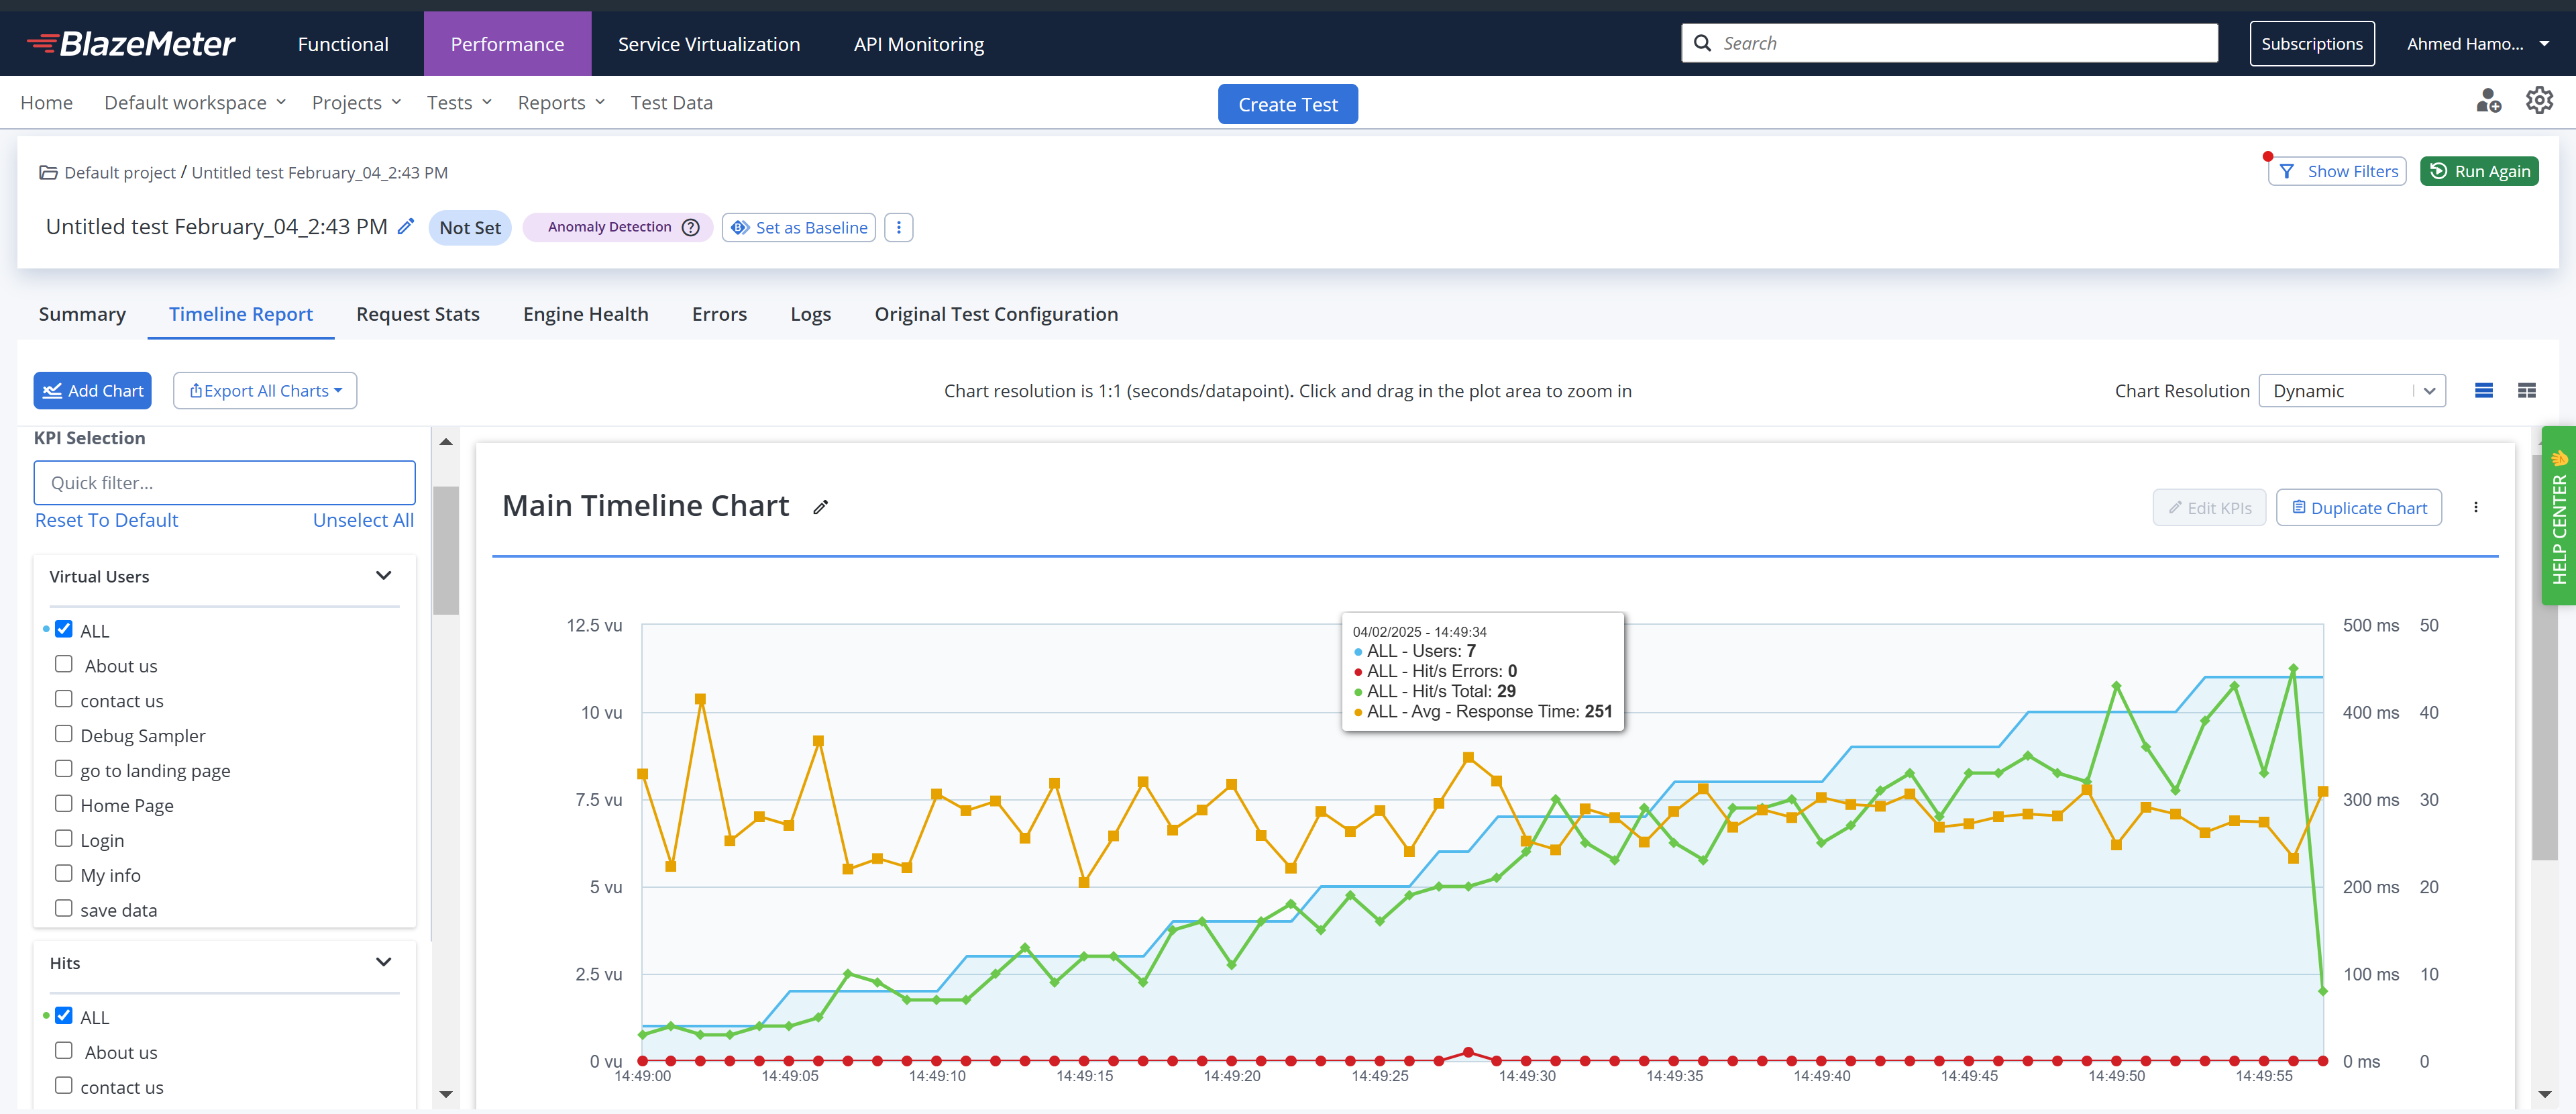 BlazeMeter Functional Performance Service Virtualization API Monitoring Search Subscriptions Ahmed Hamo...
Home Default workspace Projects Tests Reports Test Data Create Test
Default project / Untitled test February_04_2:43 PM Show Filters Run Again
Untitled test February_04_2:43 PM Not Set Anomaly Detection ? Set as Baseline
Summary Timeline Report Request Stats Engine Health Errors Logs Original Test Configuration
Add Chart Export All Charts Chart resolution is 1:1 (seconds/datapoint). Click and drag in the plot area to zoom in Chart Resolution Dynamic
KPI Selection
Quick filter...
Reset To Default Unselect All
Virtual Users
ALL
About us
contact us
Debug Sampler
go to landing page
Home Page
Login
My info
save data
Hits
ALL
About us
contact us
Main Timeline Chart Edit KPIs Duplicate Chart
HELP CENTER
04/02/2025 - 14:49:34
ALL - Users: 7
ALL - Hit/s Errors: 0
ALL - Hit/s Total: 29
ALL - Avg - Response Time: 251
12.5 vu 500 ms 50
10 vu 400 ms 40
7.5 vu 300 ms 30
5 vu 200 ms 20
2.5 vu 100 ms 10
0 vu 0 ms 0
14:49:00 14:49:05 14:49:10 14:49:15 14:49:20 14:49:25 14:49:30 14:49:35 14:49:40 14:49:45 14:49:50 14:49:55